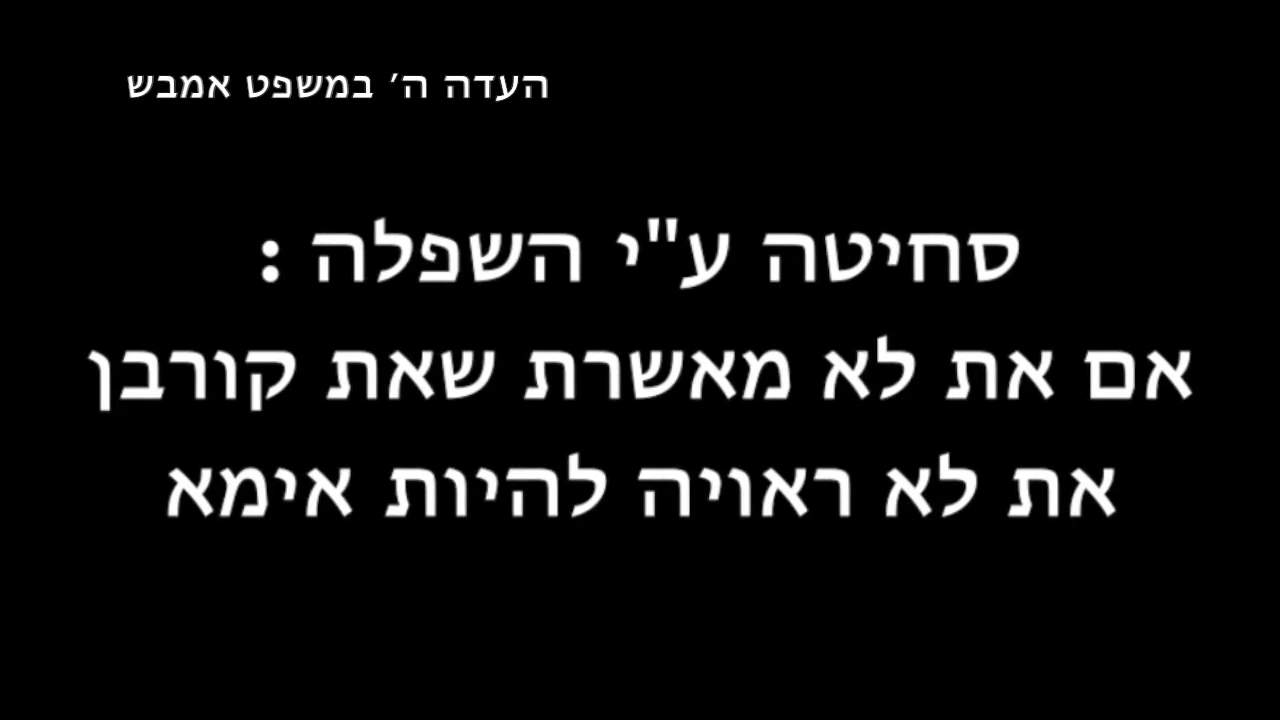 העדה ה׳ במשפט אמבש
סחיטה ע"י השפלה :
אם את לא מאשרת שאת קורבן
את לא ראויה להיות אימא